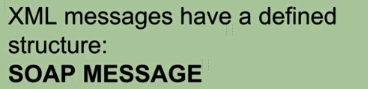 XML messages have a defined
structure:
SOAP MESSAGE